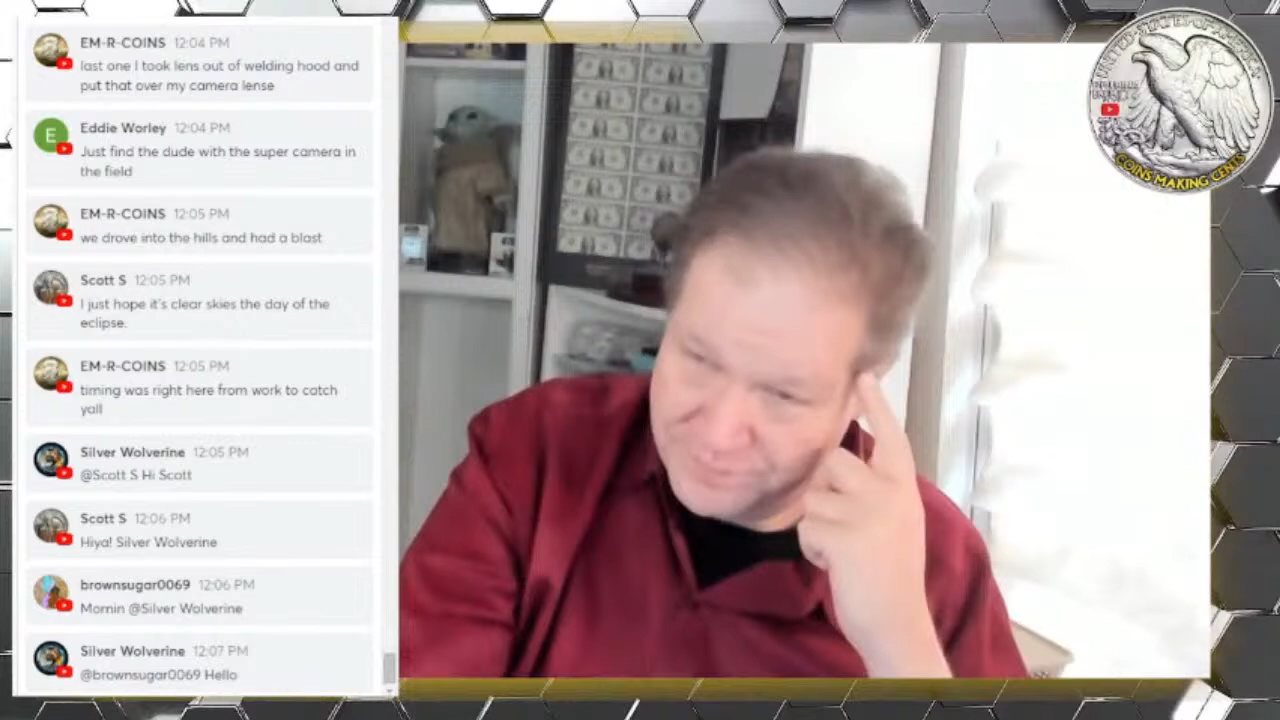 EM-R-COINS 12:04 PM
last one I took lens out of welding hood and
put that over my camera lense
Eddie Worley 12:04 PM
E
Just find the dude with the super camera in
the field
EM-R-COINS 12:05 PM
we drove into the hills and had a blast
Scott S 12:05 PM
I just hope it's clear skies the day of the
eclipse.
EM-R-COINS 12:05 PM
timing was right here from work to catch
yall
Silver Wolverine 12:05 PM
@Scott S Hi Scott
Scott S 12:06 PM
Hiya! Silver Wolverine
brownsugar0069 12:06 PM
Mornin @Silver Wolverine
Silver Wolverine 12:07 PM
@brownsugar0069 Hello
UNITED STATES OF AMERICA
COINS MAKING CENTS